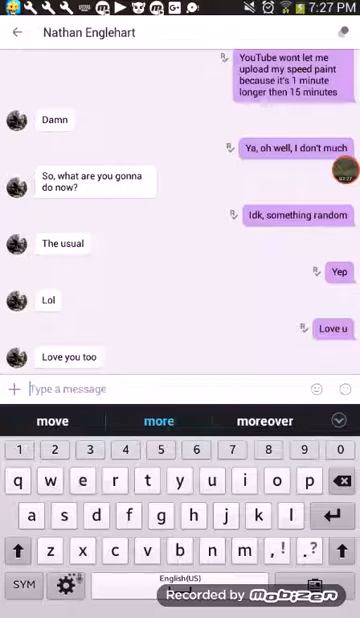 7:27 PM
Nathan Englehart
YouTube wont let me
upload my speed paint
because it's 1 minute
longer then 15 minutes
Damn
Ya, oh well, I don't much
So, what are you gonna
do now?
03:27
Idk, something random
The usual
Yep
Lol
Love u
Love you too
Type a message
move more moreover
1 2 3 4 5 6 7 8 9 0
q w e r t y u i o p
a s d f g h j k l
z x c v b n m , ! . ?
SYM English(US)
Recorded by mobizen